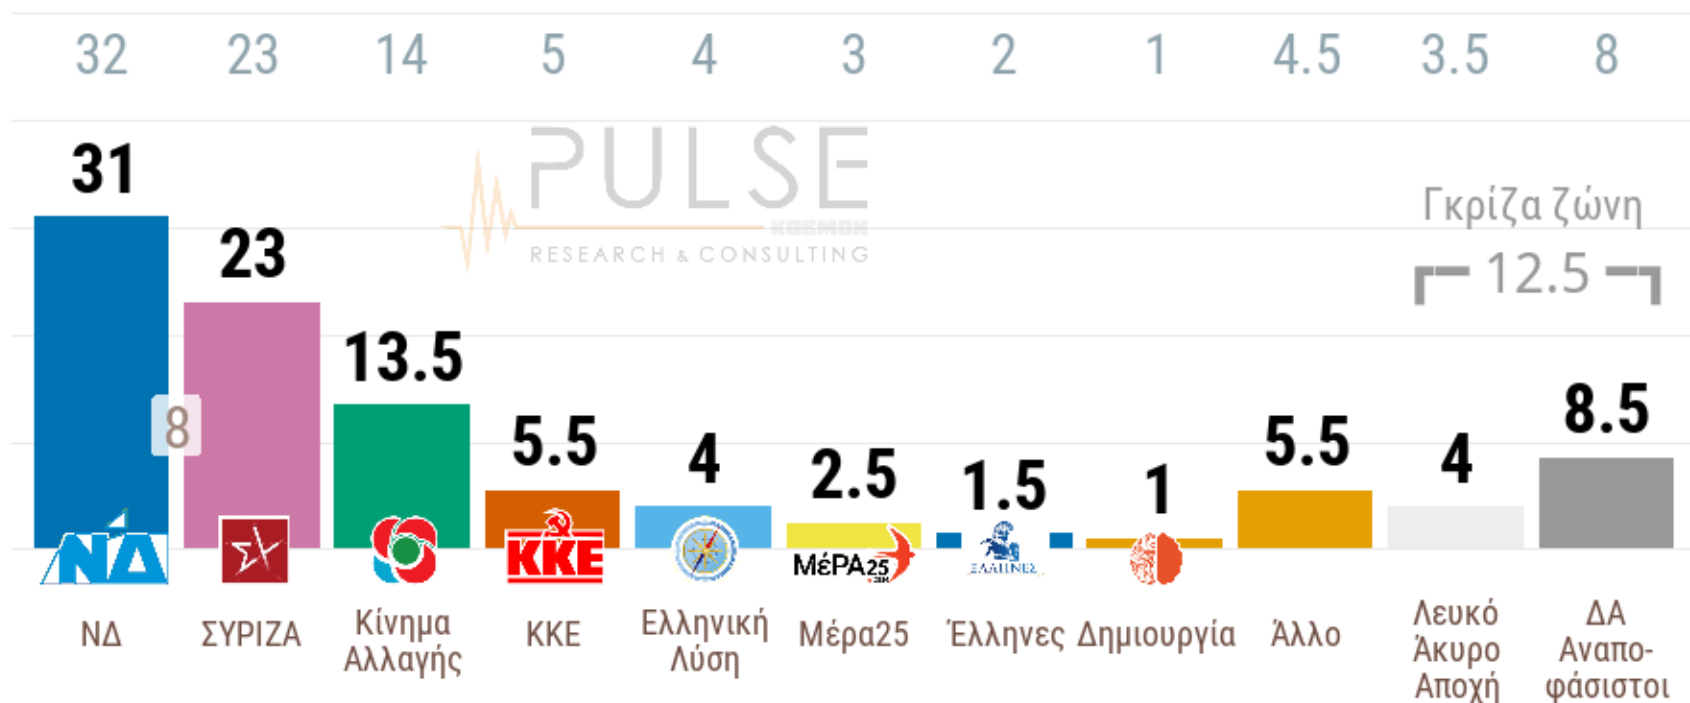 32 23 14 5 4 3 2 1 4.5 3.5 8
PULSE
KOSMON
RESEARCH & CONSULTING
Γκρίζα ζώνη
12.5
31 23 13.5 5.5 4 2.5 1.5 1 5.5 4 8.5
8
ΝΔ
ΚΚΕ
ΜέΡΑ25
ΕΛΛΗΝΕΣ
ΝΔ
ΣΥΡΙΖΑ
Κίνημα
Αλλαγής
ΚΚΕ
Ελληνική
Λύση
Μέρα25
Έλληνες
Δημιουργία
Άλλο
Λευκό
Άκυρο
Αποχή
ΔΑ
Αναπο-
φάσιστοι